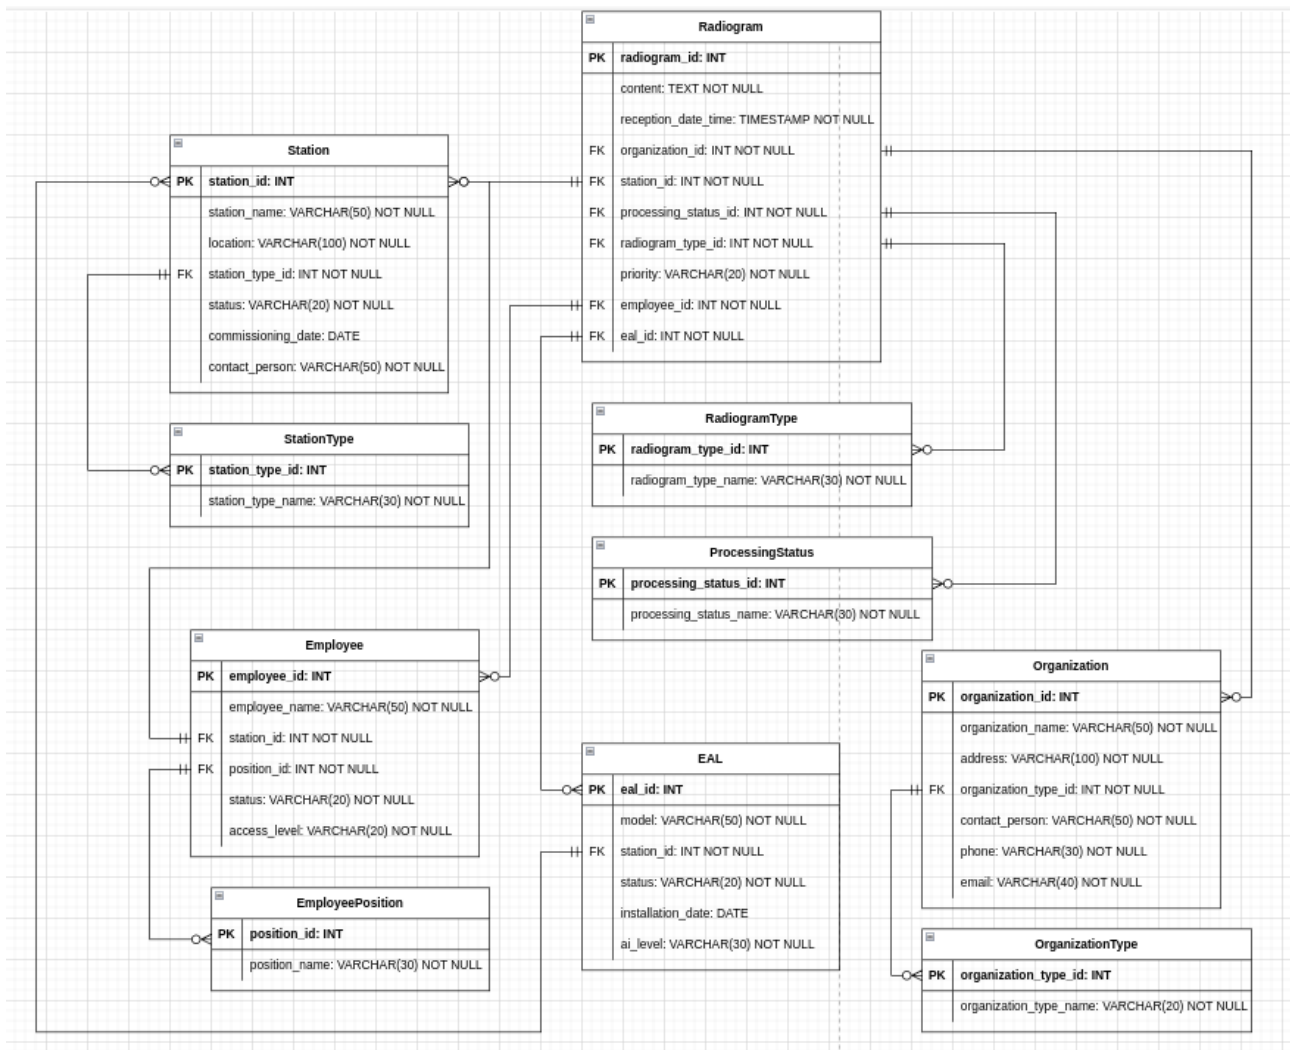 Radiogram
PK radiogram_id: INT
content: TEXT NOT NULL
reception_date_time: TIMESTAMP NOT NULL
FK organization_id: INT NOT NULL
FK station_id: INT NOT NULL
FK processing_status_id: INT NOT NULL
FK radiogram_type_id: INT NOT NULL
priority: VARCHAR(20) NOT NULL
FK employee_id: INT NOT NULL
FK eal_id: INT NOT NULL
Station
PK station_id: INT
station_name: VARCHAR(50) NOT NULL
location: VARCHAR(100) NOT NULL
FK station_type_id: INT NOT NULL
status: VARCHAR(20) NOT NULL
commissioning_date: DATE
contact_person: VARCHAR(50) NOT NULL
StationType
PK station_type_id: INT
station_type_name: VARCHAR(30) NOT NULL
RadiogramType
PK radiogram_type_id: INT
radiogram_type_name: VARCHAR(30) NOT NULL
ProcessingStatus
PK processing_status_id: INT
processing_status_name: VARCHAR(30) NOT NULL
Employee
PK employee_id: INT
employee_name: VARCHAR(50) NOT NULL
FK station_id: INT NOT NULL
FK position_id: INT NOT NULL
status: VARCHAR(20) NOT NULL
access_level: VARCHAR(20) NOT NULL
Organization
PK organization_id: INT
organization_name: VARCHAR(50) NOT NULL
address: VARCHAR(100) NOT NULL
FK organization_type_id: INT NOT NULL
contact_person: VARCHAR(50) NOT NULL
phone: VARCHAR(30) NOT NULL
email: VARCHAR(40) NOT NULL
EAL
PK eal_id: INT
model: VARCHAR(50) NOT NULL
FK station_id: INT NOT NULL
status: VARCHAR(20) NOT NULL
installation_date: DATE
ai_level: VARCHAR(30) NOT NULL
EmployeePosition
PK position_id: INT
position_name: VARCHAR(30) NOT NULL
OrganizationType
PK organization_type_id: INT
organization_type_name: VARCHAR(20) NOT NULL